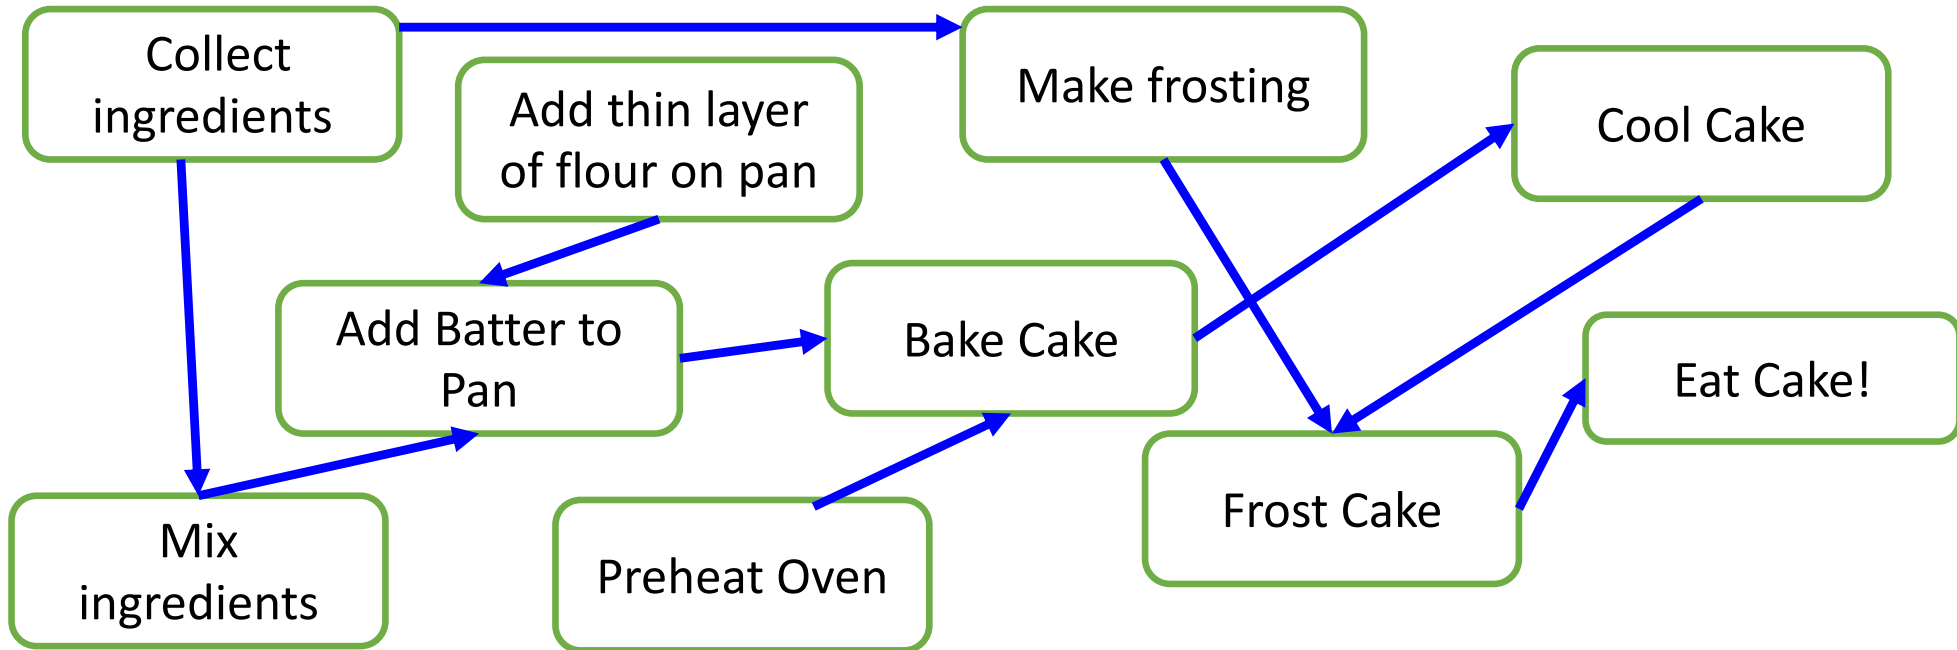 Collect
ingredients
Add thin layer
of flour on pan
Make frosting
Cool Cake
Add Batter to
Pan
Bake Cake
Eat Cake!
Mix
ingredients
Preheat Oven
Frost Cake